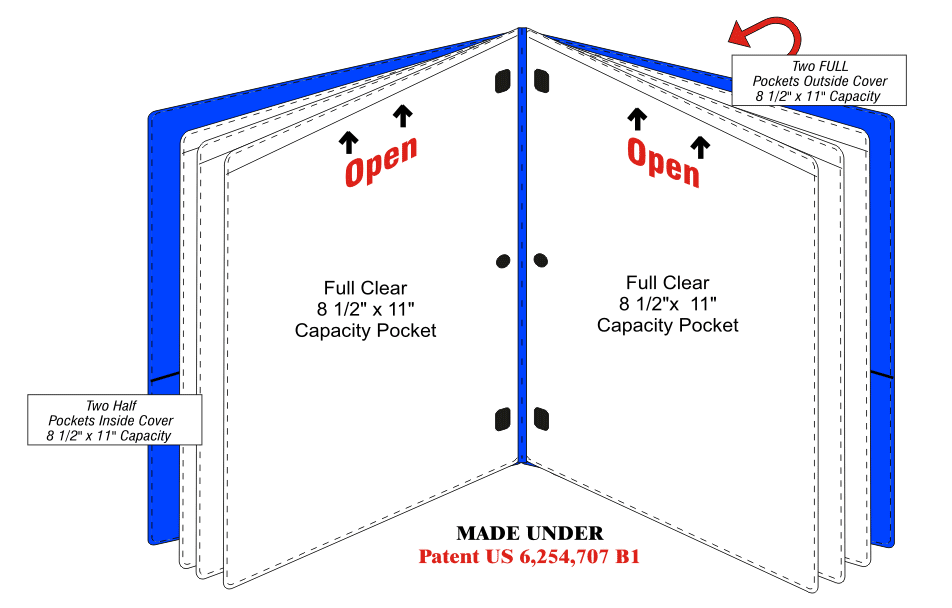 Two FULL
Pockets Outside Cover
8 1/2" x 11" Capacity
Open
Open
Full Clear
8 1/2" x 11"
Capacity Pocket
Full Clear
8 1/2"x 11"
Capacity Pocket
Two Half
Pockets Inside Cover
8 1/2" x 11" Capacity
MADE UNDER
Patent US 6,254,707 B1